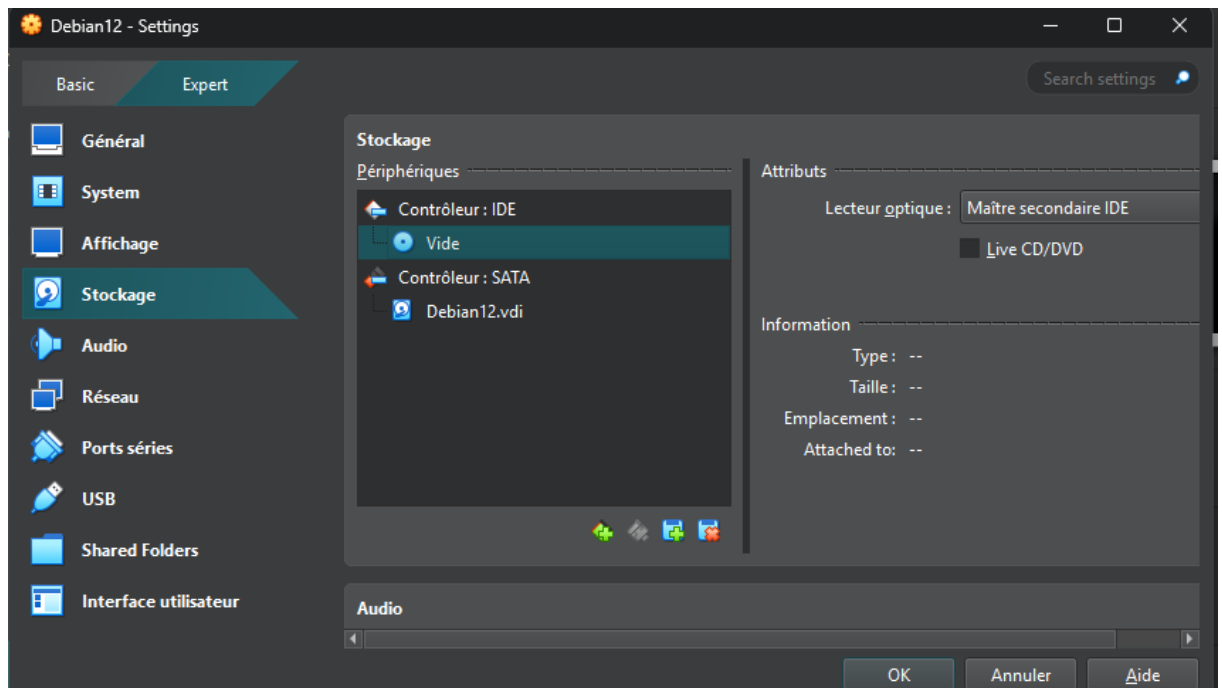 Debian12 - Settings
Basic
Expert
Search settings
Général
System
Affichage
Stockage
Audio
Réseau
Ports séries
USB
Shared Folders
Interface utilisateur
Stockage
Périphériques
Contrôleur : IDE
Vide
Contrôleur : SATA
Debian12.vdi
Attributs
Lecteur optique : Maître secondaire IDE
Live CD/DVD
Information
Type : --
Taille : --
Emplacement : --
Attached to: --
Audio
OK
Annuler
Aide